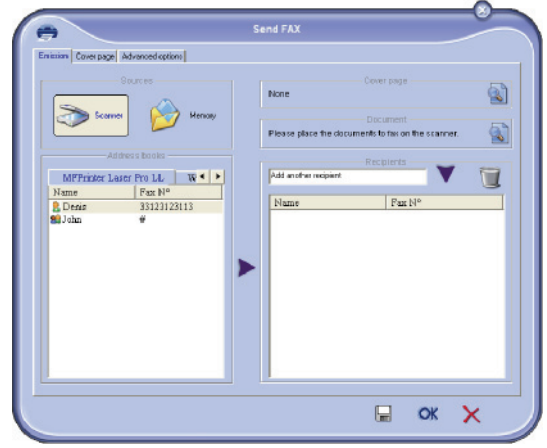 Send FAX
Emission Cover page Advanced options
Sources
Scanner
Memory
Address books
MFPrinter Laser Pro LL
Name Fax N°
Denis 33123123113
John #
Cover page
None
Document
Please place the documents to fax on the scanner.
Recipients
Add another recipient
Name Fax N°
OK